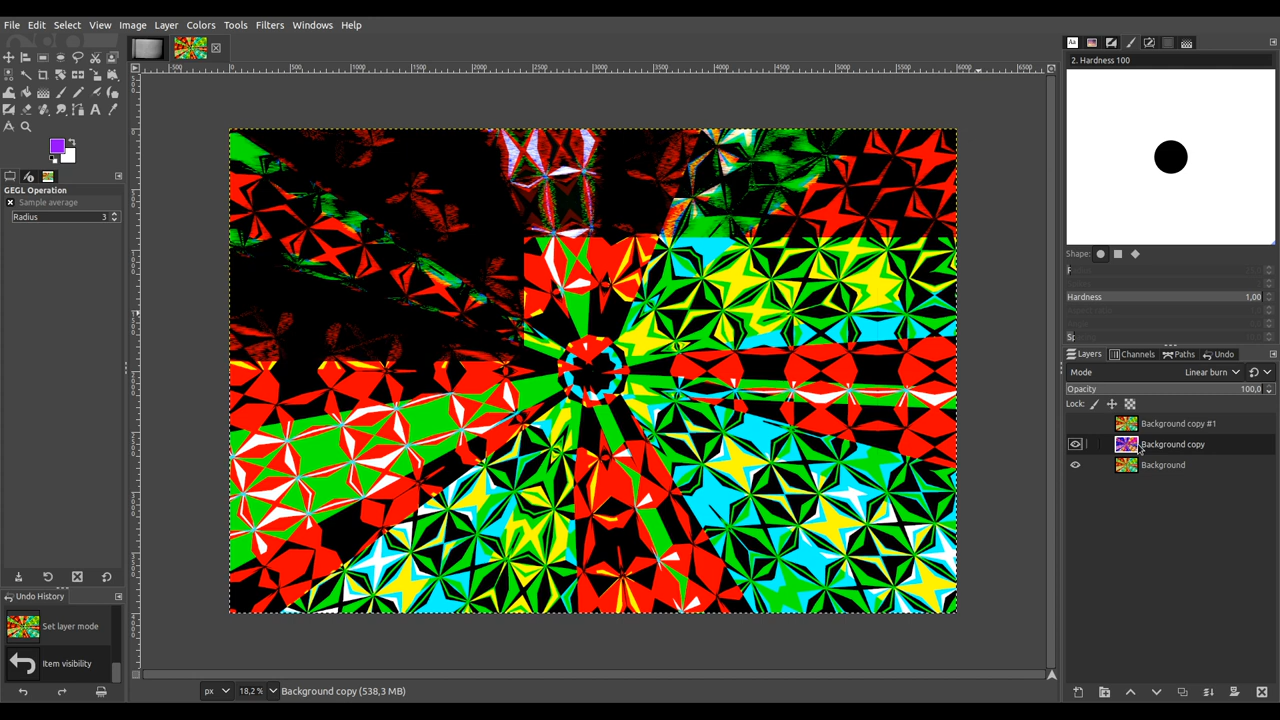 File Edit Select View Image Layer Colors Tools Filters Windows Help
2. Hardness 100
GEGL Operation
Sample average
Radius 3
Shape:
Hardness 1,00
Layers Channels Paths Undo
Mode Linear burn
Opacity 100,0
Lock:
Background copy #1
Background copy
Background
Undo History
Set layer mode
Item visibility
px 18,2 % Background copy (538,3 MB)